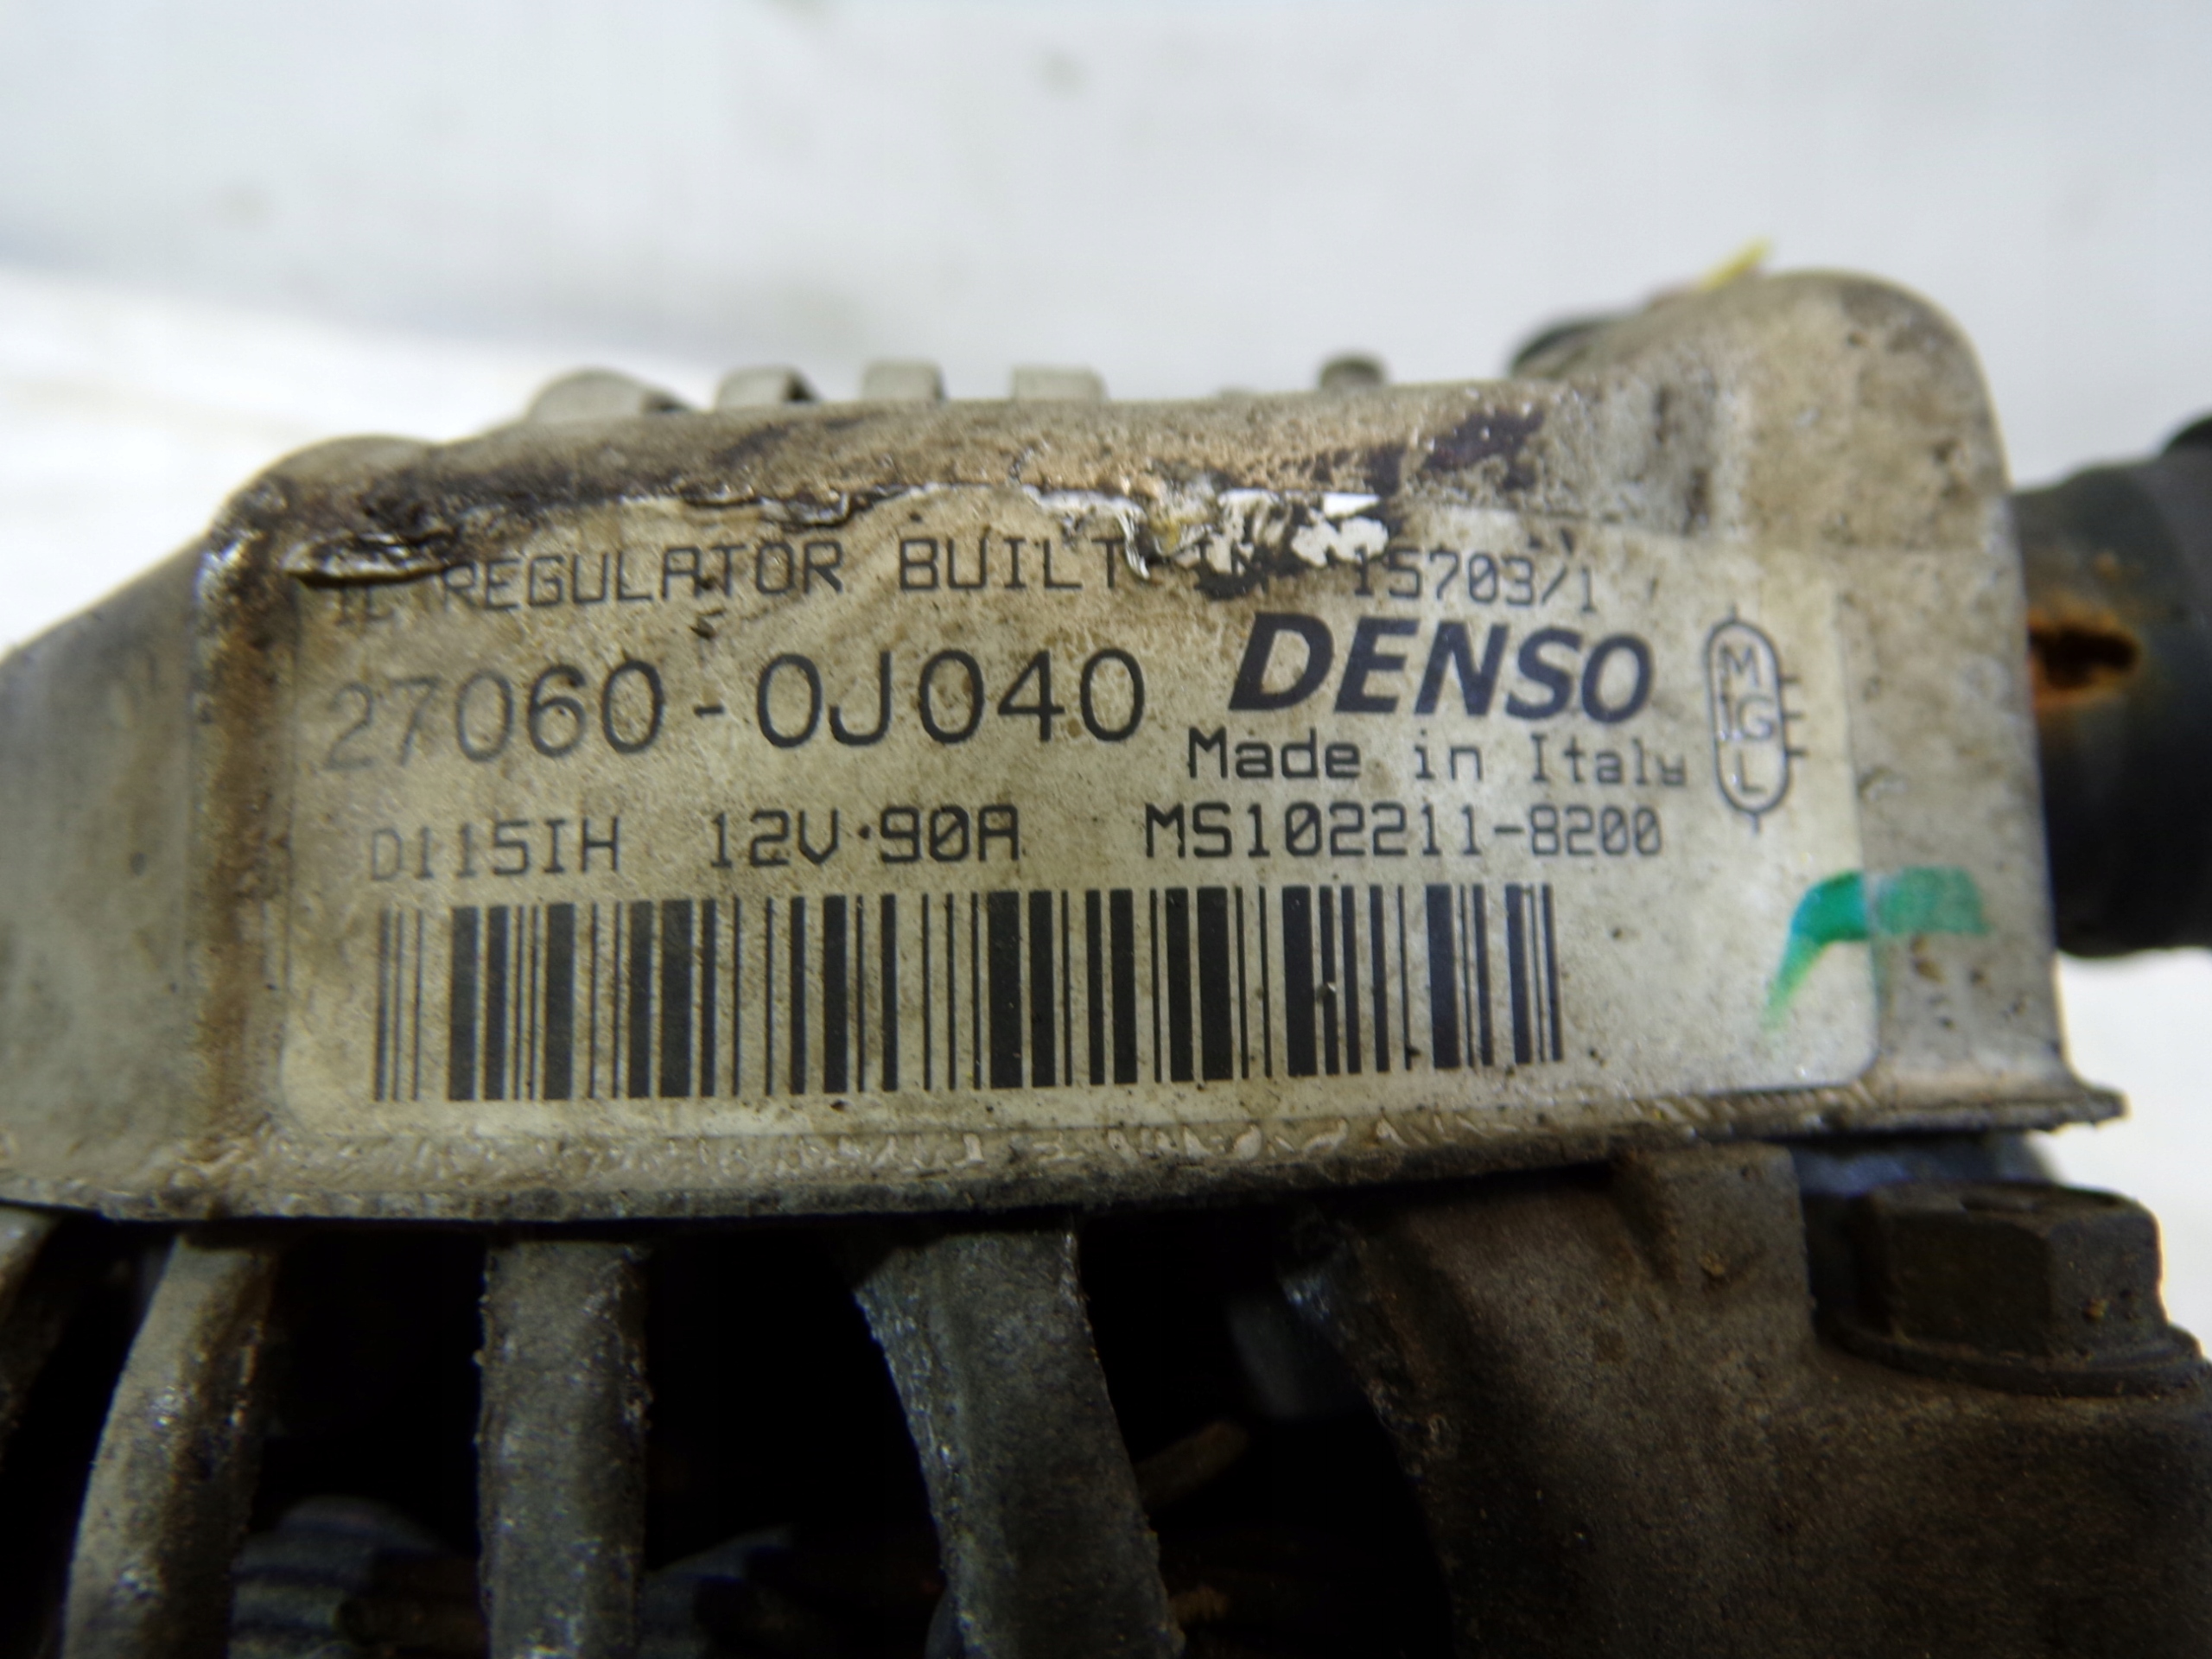 IC REGULATOR BUILT IN 15703/1
27060-0J040 DENSO
Made in Italy
D115IH 12V·90A MS102211-8200
M
G
L